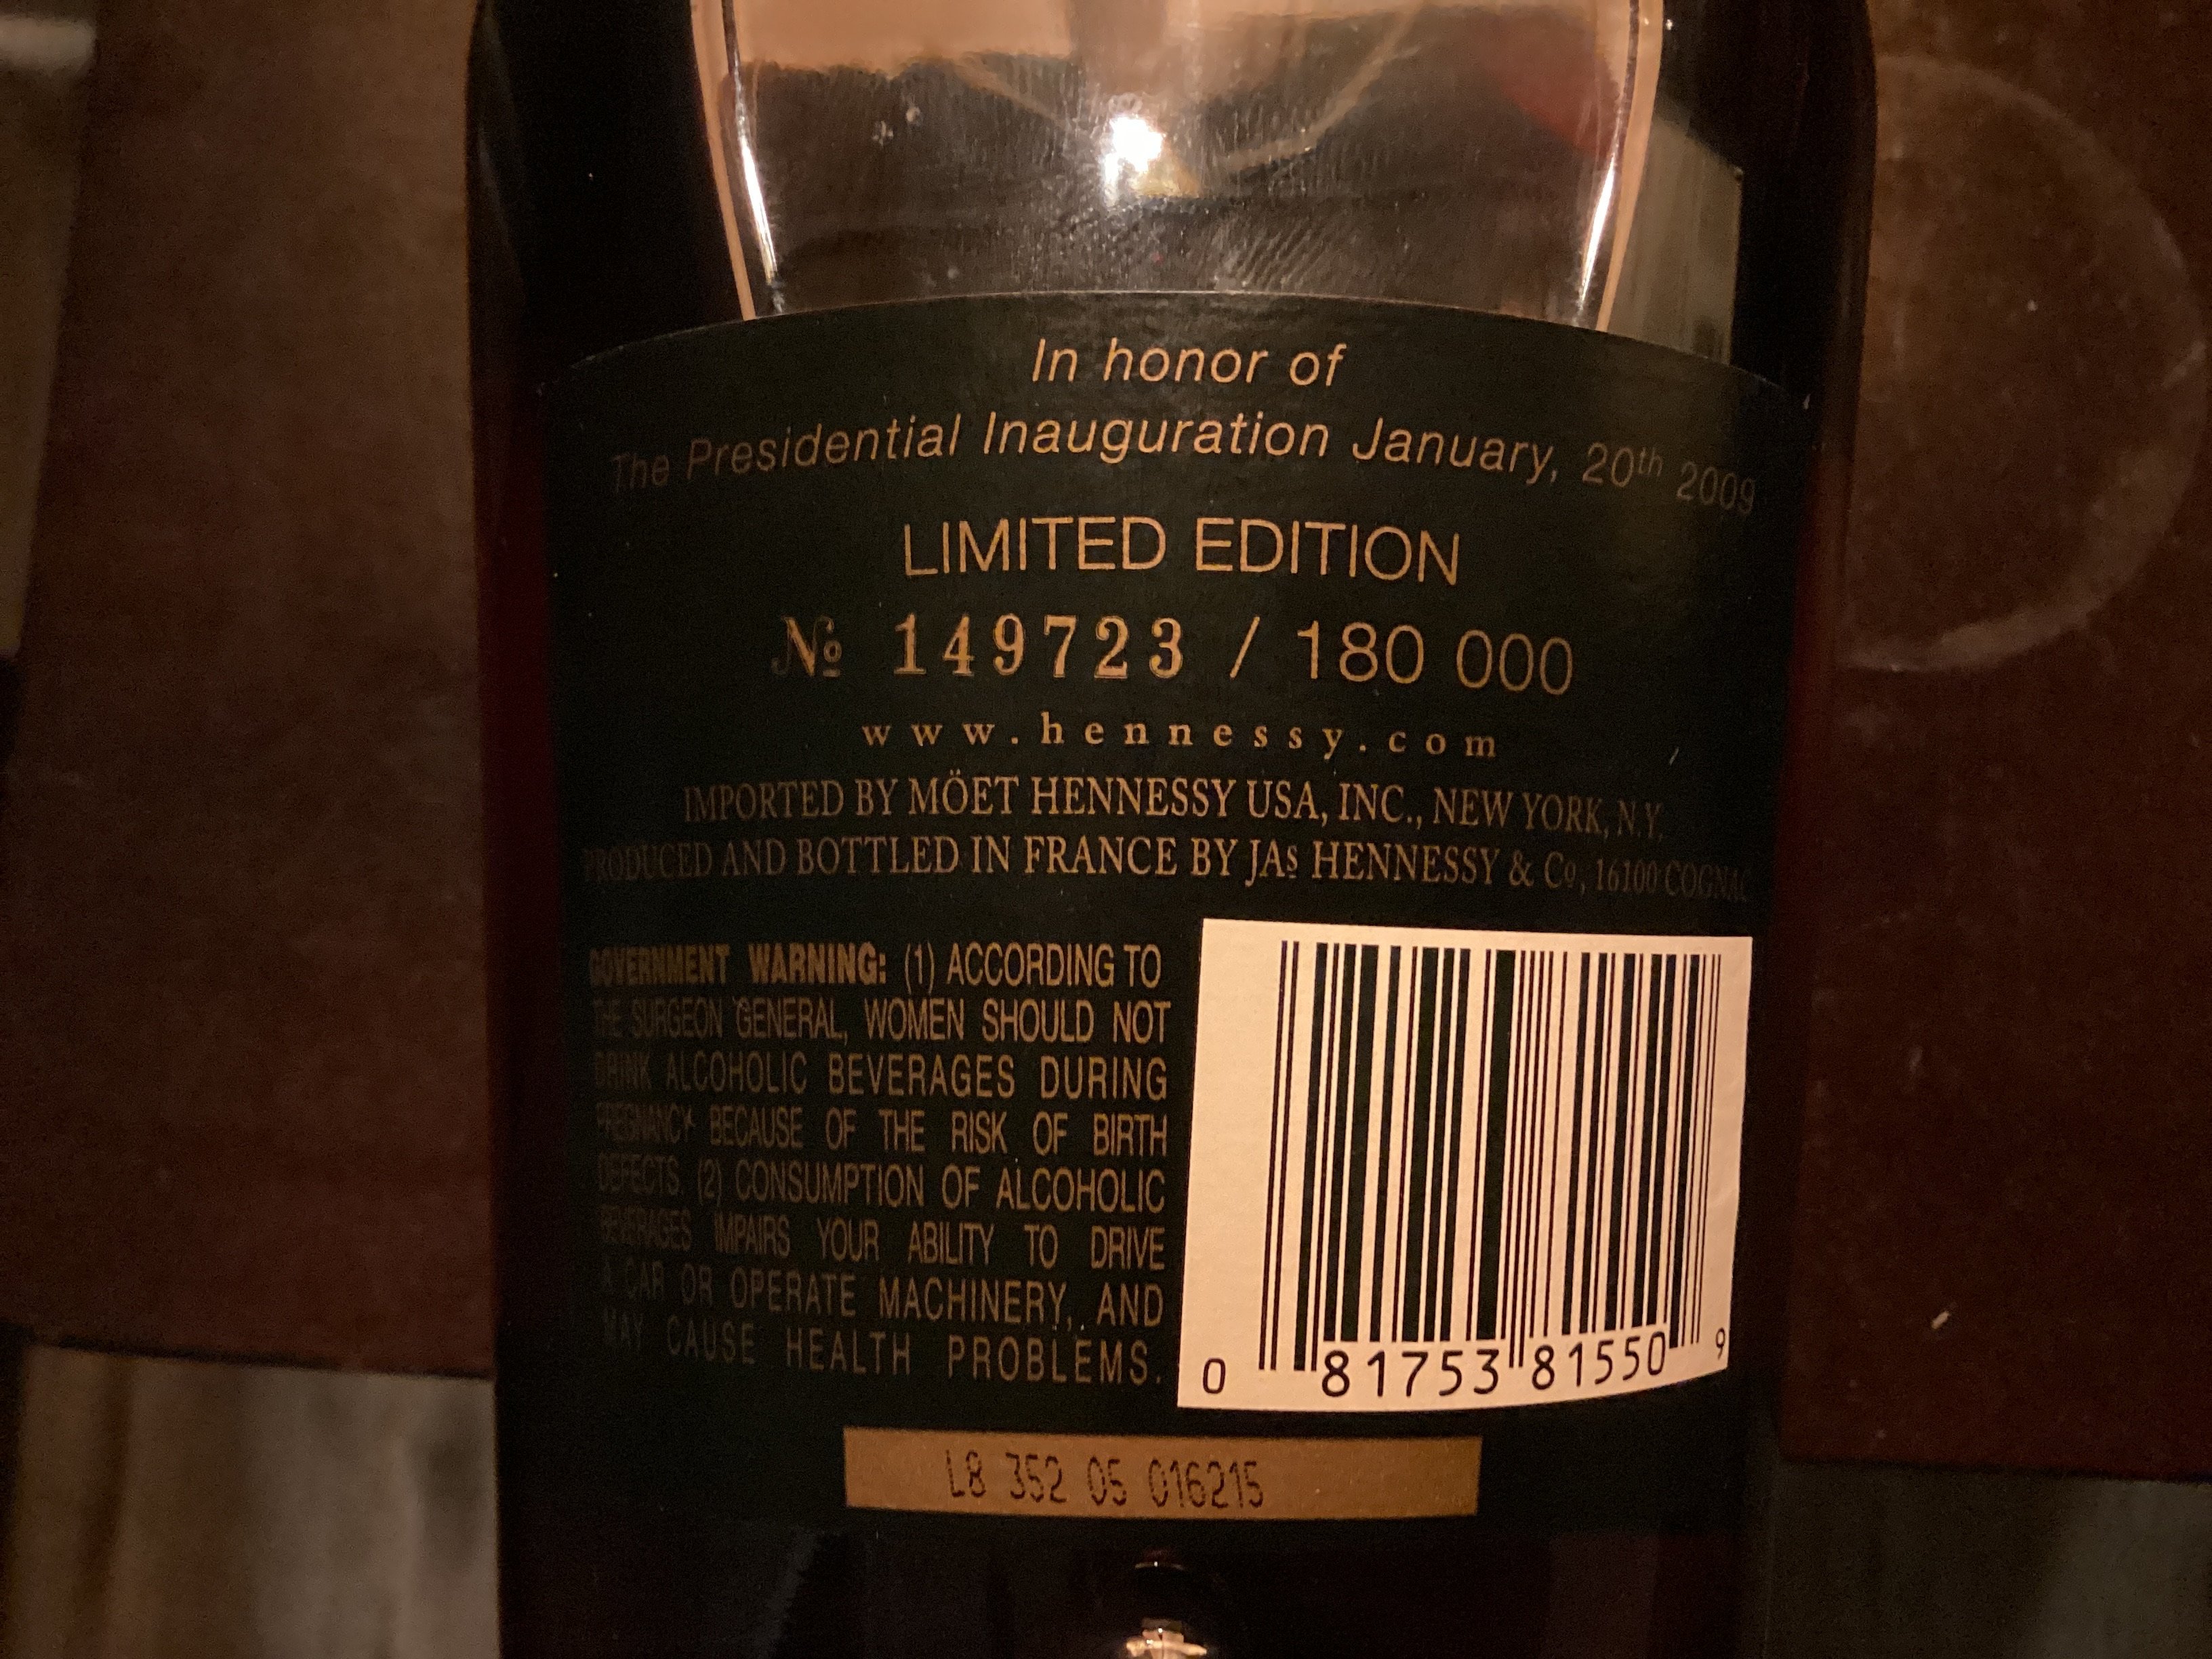 In honor of
The Presidential Inauguration January, 20th 2009
LIMITED EDITION
№ 149723 / 180 000
www.hennessy.com
IMPORTED BY MÖET HENNESSY USA, INC., NEW YORK, N.Y.
PRODUCED AND BOTTLED IN FRANCE BY JAs HENNESSY & Co, 16100 COGNAC
GOVERNMENT WARNING: (1) ACCORDING TO
THE SURGEON GENERAL, WOMEN SHOULD NOT
DRINK ALCOHOLIC BEVERAGES DURING
PREGNANCY BECAUSE OF THE RISK OF BIRTH
DEFECTS. (2) CONSUMPTION OF ALCOHOLIC
BEVERAGES IMPAIRS YOUR ABILITY TO DRIVE
A CAR OR OPERATE MACHINERY, AND
MAY CAUSE HEALTH PROBLEMS.
0 81753 81550 9
L8 352 05 016215